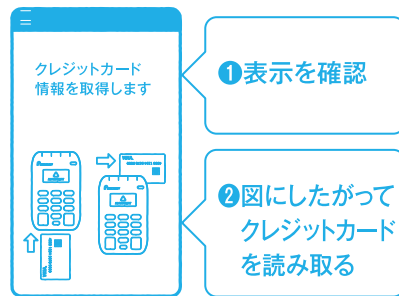 クレジットカード
情報を取得します
❶表示を確認
❷図にしたがって
クレジットカード
を読み取る